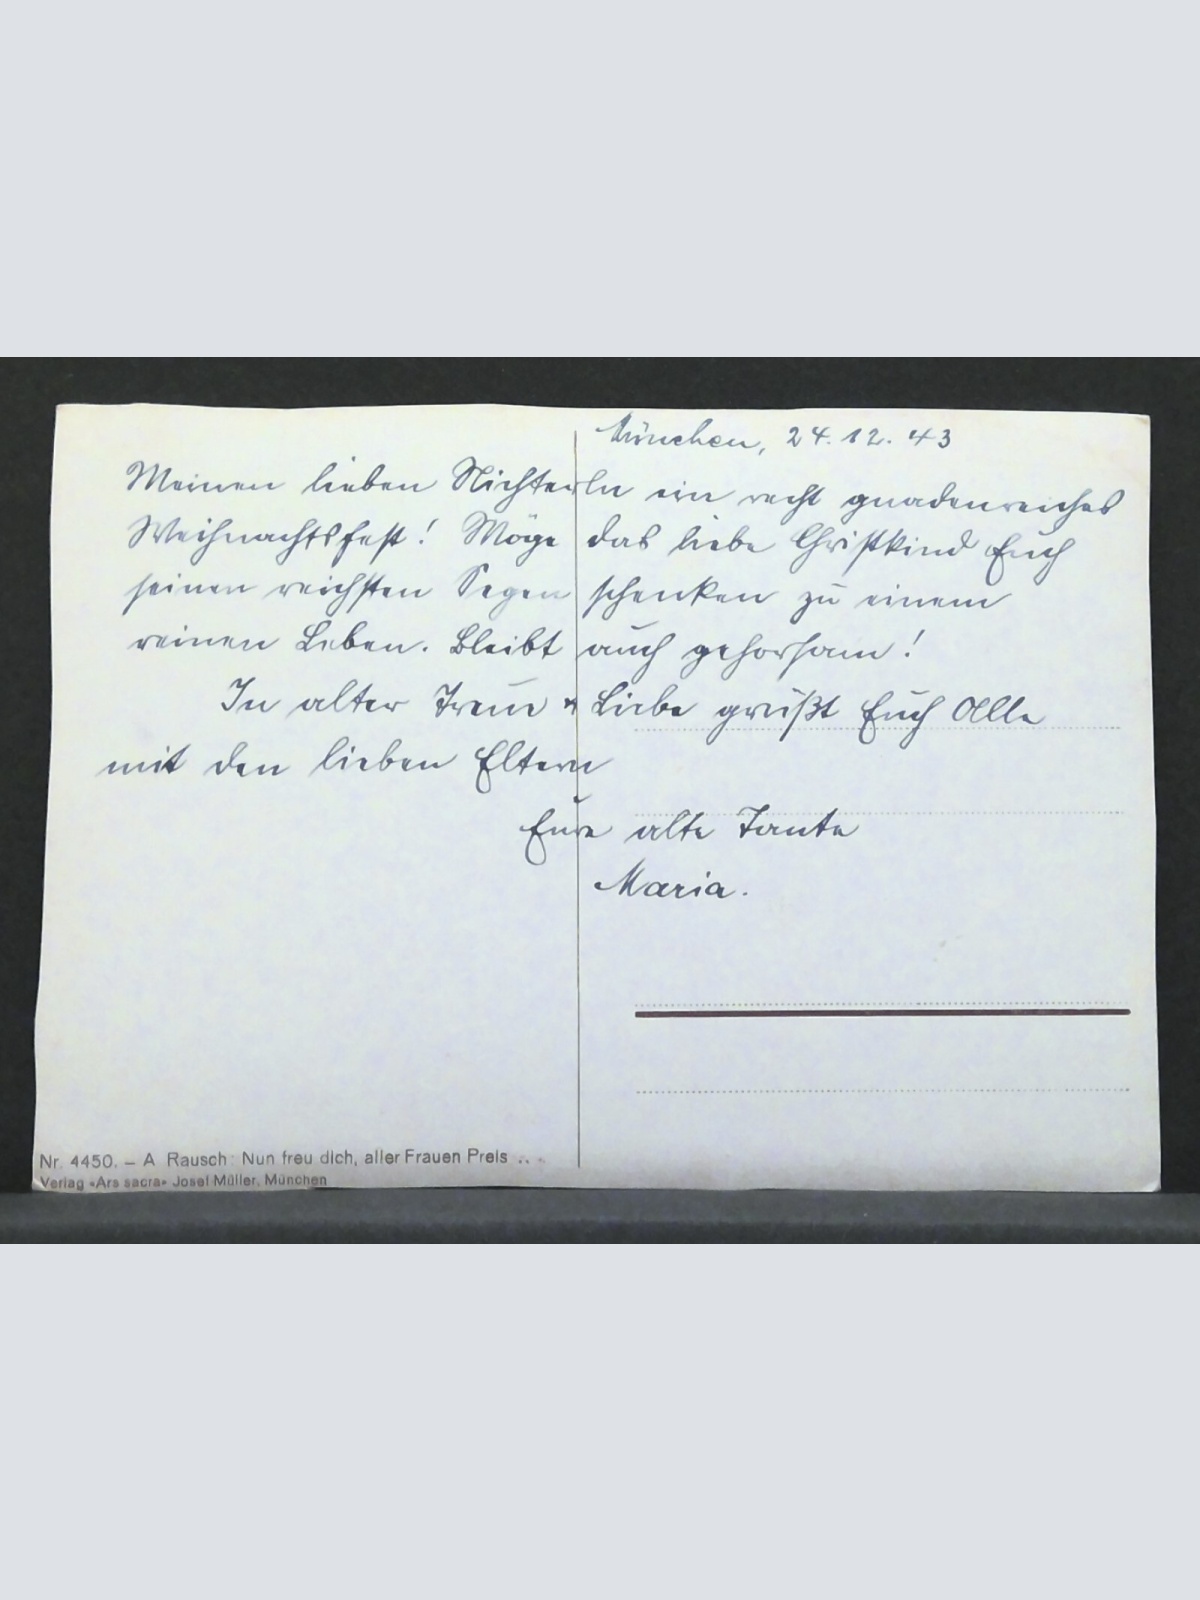 München, 24.12.43
Meinen lieben Nichterln ein recht gnadenreiches
Weihnachtsfest! Möge das liebe Christkind Euch
seinen reichsten Segen schenken zu einem
reinen Leben. Bleibt auch gehorsam!
In alter Treue + Liebe grüßt Euch Alle
mit den lieben Eltern
Eure alte Tante
Maria.
Nr. 4450. – A Rausch: Nun freu dich, aller Frauen Preis ...
Verlag «Ars sacra» Josef Müller, München